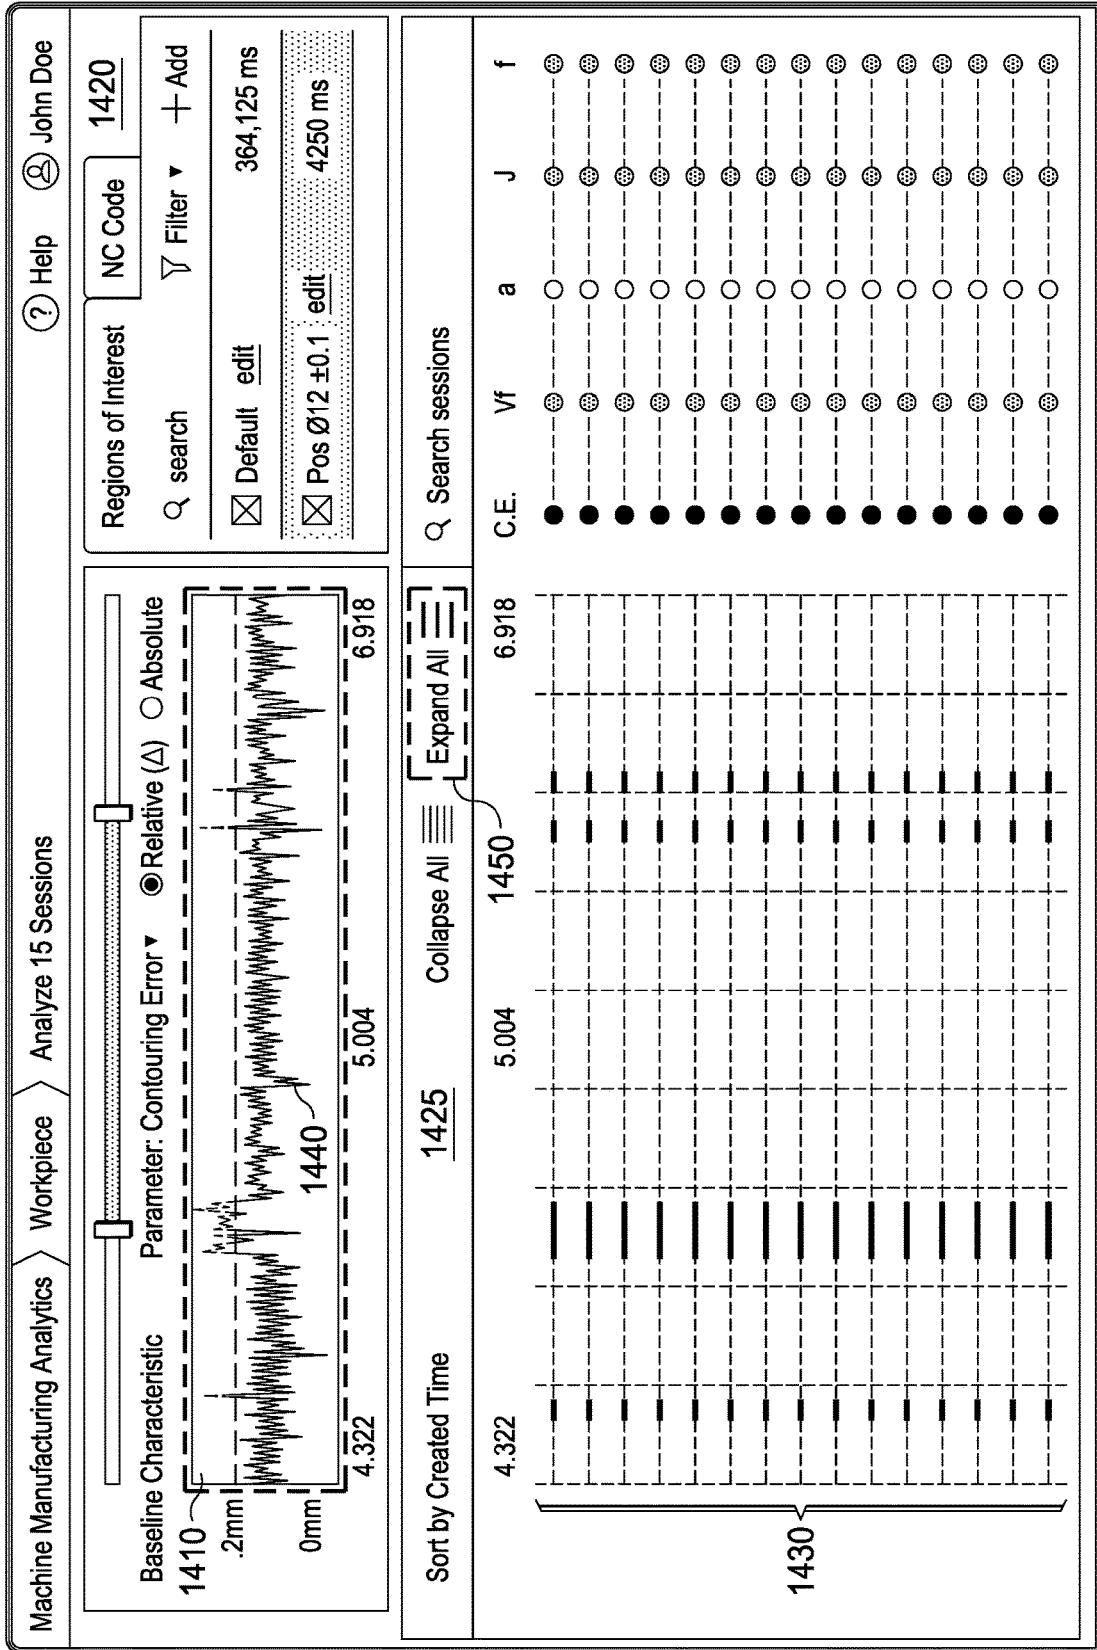 Machine Manufacturing Analytics Workpiece Analyze 15 Sessions ? Help John Doe
Baseline Characteristic Parameter: Contouring Error ▾ Relative (Δ) Absolute
1410
.2mm
0mm
1440
4.322 5.004 6.918
Regions of Interest NC Code 1420
search Filter ▾ + Add
Default edit 364,125 ms
Pos Ø12 ±0.1 edit 4250 ms
Sort by Created Time 1425 Collapse All Expand All Search sessions
1450
4.322 5.004 6.918 C.E. Vf a J f
1430